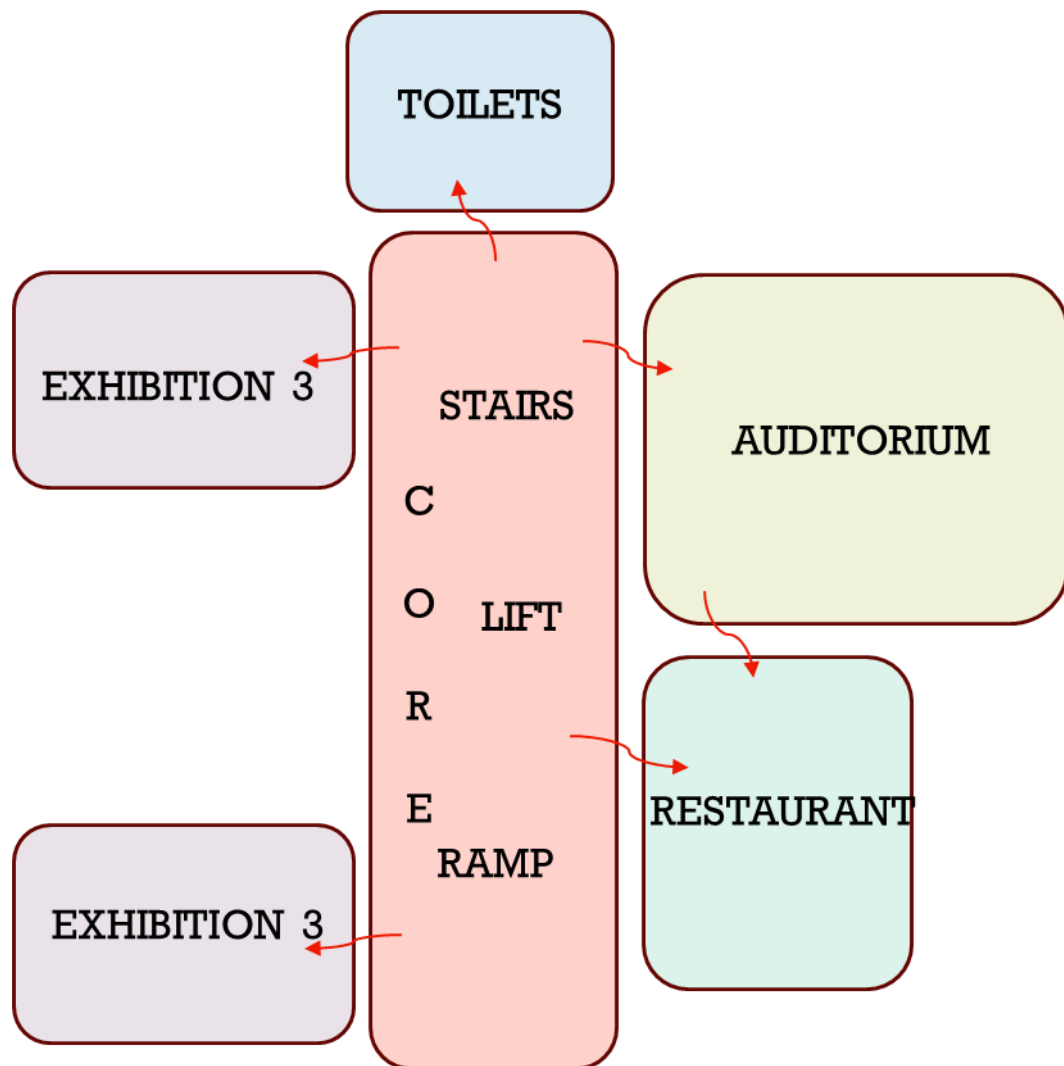 TOILETS
EXHIBITION 3
STAIRS
AUDITORIUM
C
O
R
E
LIFT
RESTAURANT
RAMP
EXHIBITION 3